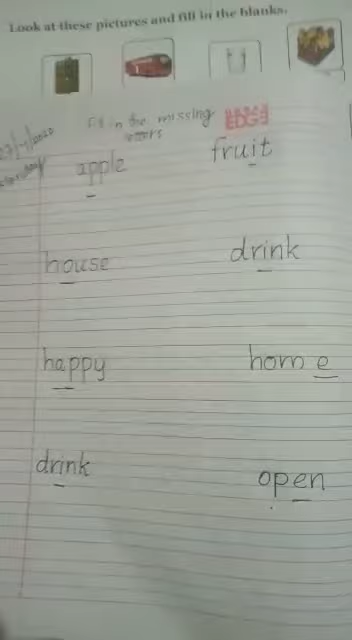 Look at these pictures and fill in the blanks.
Fill in the missing
letters
apple fruit
house drink
happy home
drink open